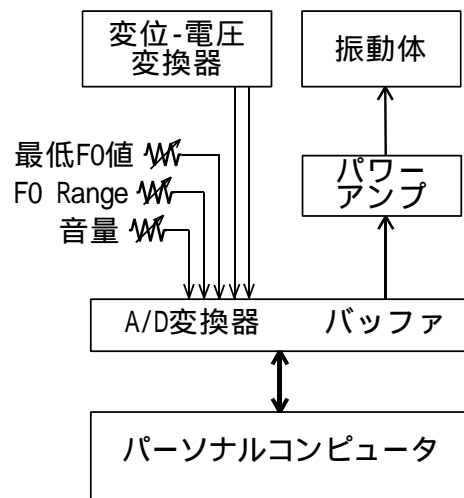 変位-電圧
変換器
振動体
最低F0値
F0 Range
音量
パワー
アンプ
A/D変換器
バッファ
パーソナルコンピュータ